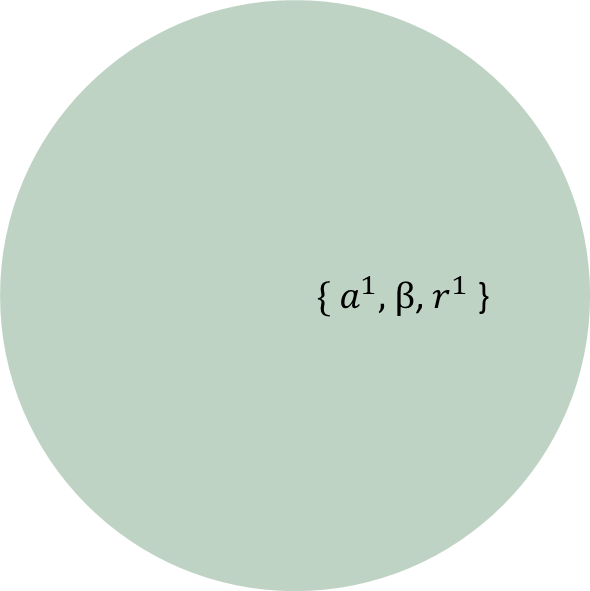 { a¹, β, r¹ }